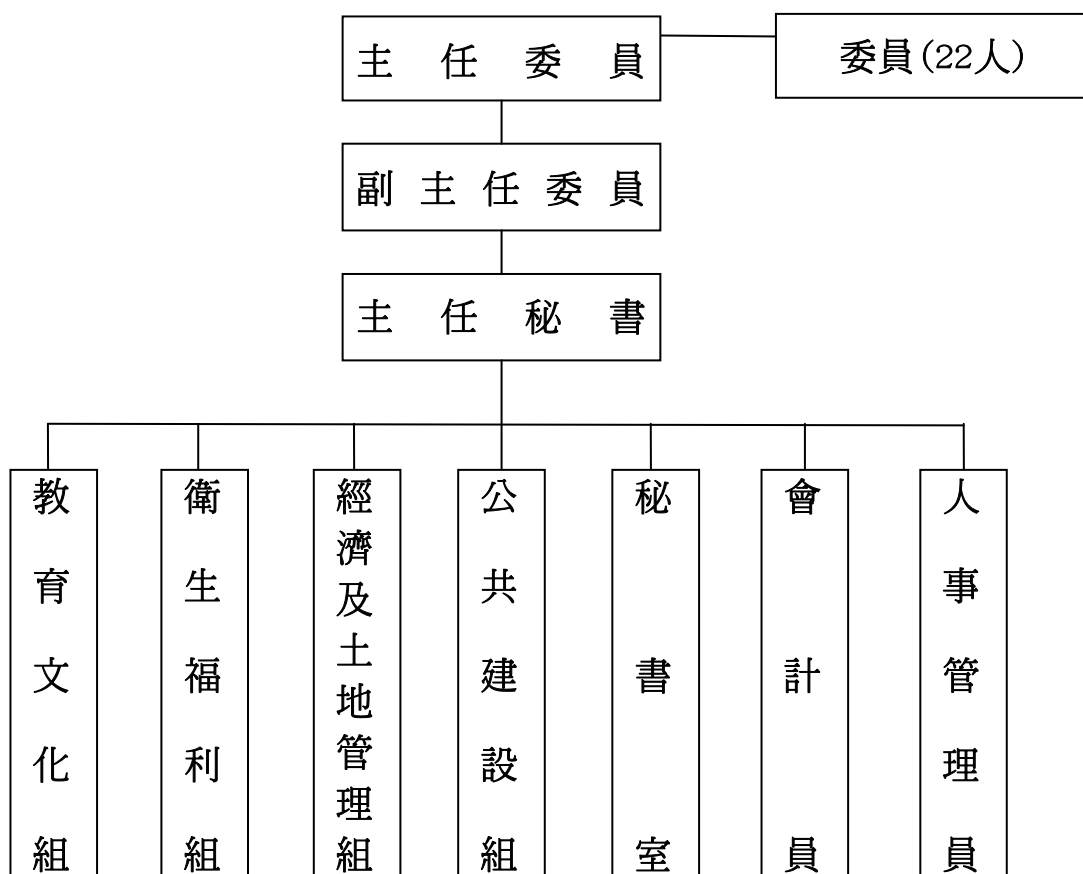 主任委員
委員(22人)
副主任委員
主任秘書
教育文化組
衛生福利組
經濟及土地管理組
公共建設組
秘書室
會計員
人事管理員